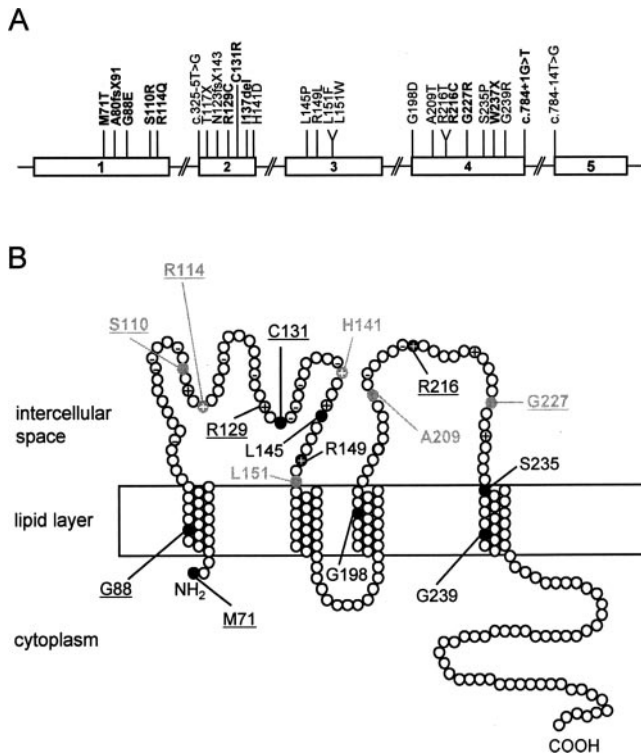 A
M71T
A80fsX91
G88E
S110R
R114Q
c.325-5T>G
T117X
N123fsX143
R129C
C131R
I137del
H141D
L145P
R149L
L151F
L151W
G198D
A209T
R216T
R216C
G227R
S235P
W237X
G239R
c.784+1G>T
c.784-14T>G
1
2
3
4
5
B
R114
S110
C131
H141
R129
L145
R149
L151
R216
G227
A209
S235
intercellular
space
lipid layer
G88
G198
G239
NH2
M71
cytoplasm
COOH